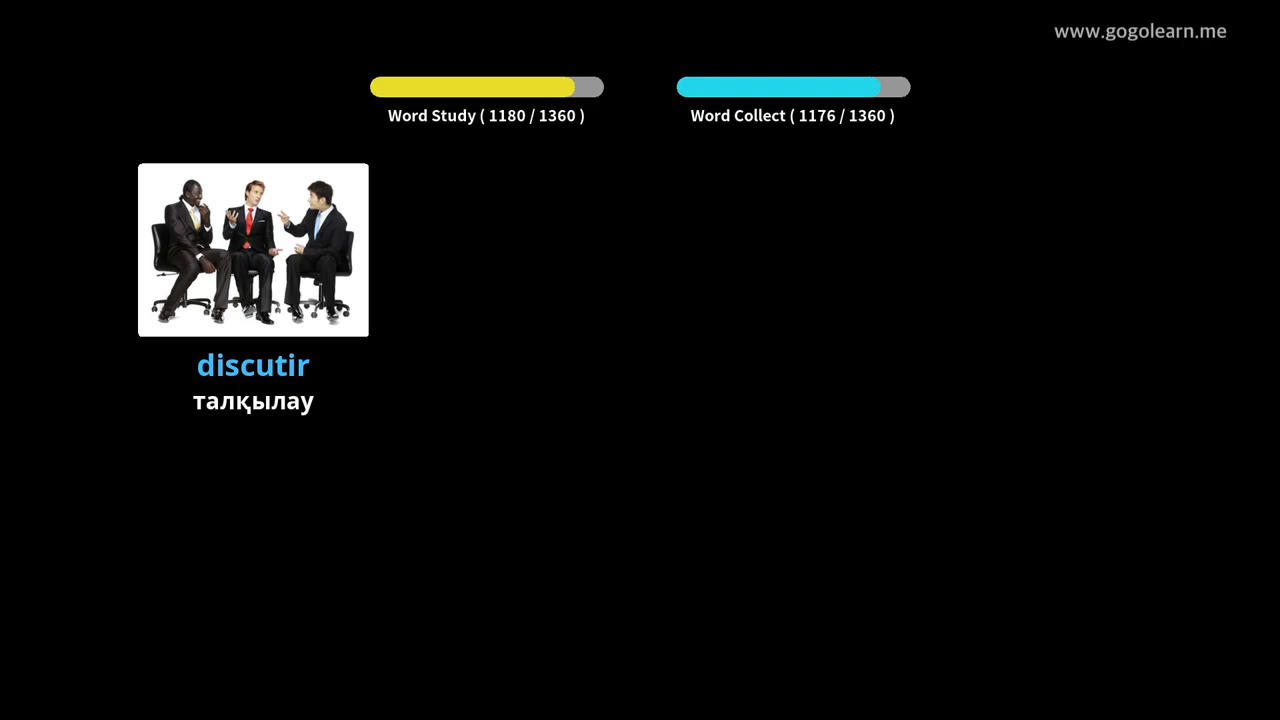 www.gogolearn.me
Word Study ( 1180 / 1360 )
Word Collect ( 1176 / 1360 )
discutir
талқылау